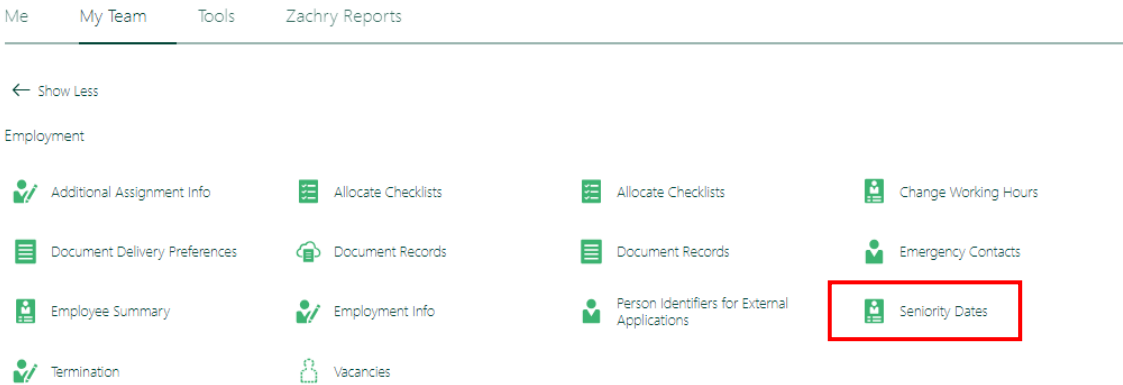 Me My Team Tools Zachry Reports
Show Less
Employment
Additional Assignment Info Allocate Checklists Allocate Checklists Change Working Hours
Document Delivery Preferences Document Records Document Records Emergency Contacts
Employee Summary Employment Info Person Identifiers for External Seniority Dates
Applications
Termination Vacancies